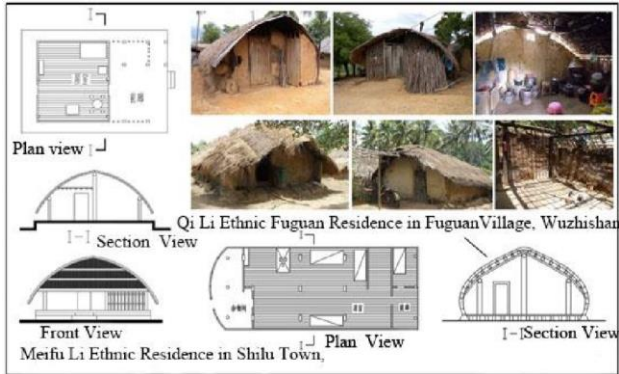 I
Plan view I
I-I Section View
Front View
Meifu Li Ethnic Residence in Shilu Town,
Qi Li Ethnic Fuguan Residence in FuguanVillage, Wuzhishan
I
I Plan View
I-I Section View